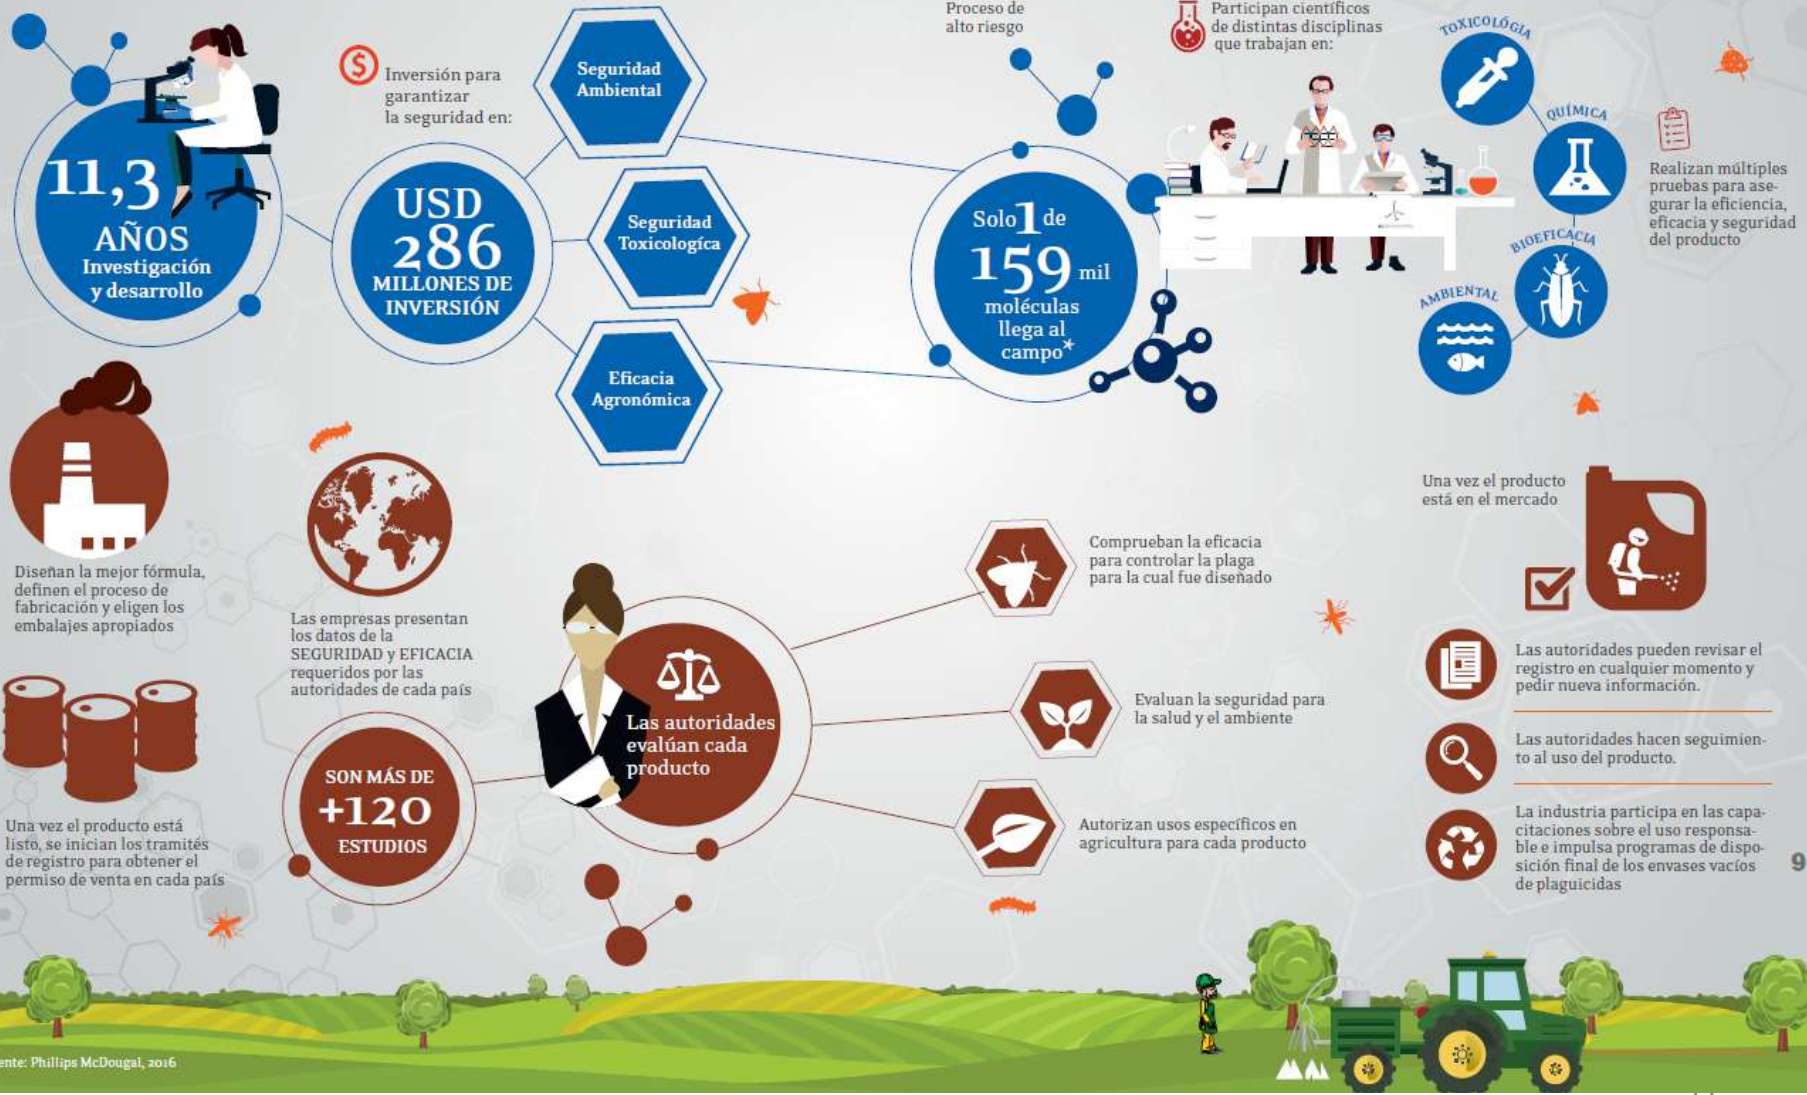 11,3
AÑOS
Investigación
y desarrollo
Inversión para
garantizar
la seguridad en:
USD
286
MILLONES DE
INVERSIÓN
Seguridad
Ambiental
Seguridad
Toxicologíca
Eficacia
Agronómica
Proceso de
alto riesgo
Solo 1 de
159 mil
moléculas
llega al
campo*
Participan científicos
de distintas disciplinas
que trabajan en:
TOXICOLÓGIA
QUÍMICA
BIOEFICACIA
AMBIENTAL
Realizan múltiples
pruebas para ase-
gurar la eficiencia,
eficacia y seguridad
del producto
Diseñan la mejor fórmula,
definen el proceso de
fabricación y eligen los
embalajes apropiados
Una vez el producto está
listo, se inician los tramités
de registro para obtener el
permiso de venta en cada país
Las empresas presentan
los datos de la
SEGURIDAD y EFICACIA
requeridos por las
autoridades de cada país
SON MÁS DE
+120
ESTUDIOS
Las autoridades
evalúan cada
producto
Comprueban la eficacia
para controlar la plaga
para la cual fue diseñado
Evaluan la seguridad para
la salud y el ambiente
Autorizan usos específicos en
agricultura para cada producto
Una vez el producto
está en el mercado
Las autoridades pueden revisar el
registro en cualquier momento y
pedir nueva información.
Las autoridades hacen seguimien-
to al uso del producto.
La industria participa en las capa-
citaciones sobre el uso responsa-
ble e impulsa programas de dispo-
sición final de los envases vacíos
de plaguicidas
9
ente: Phillips McDougal, 2016